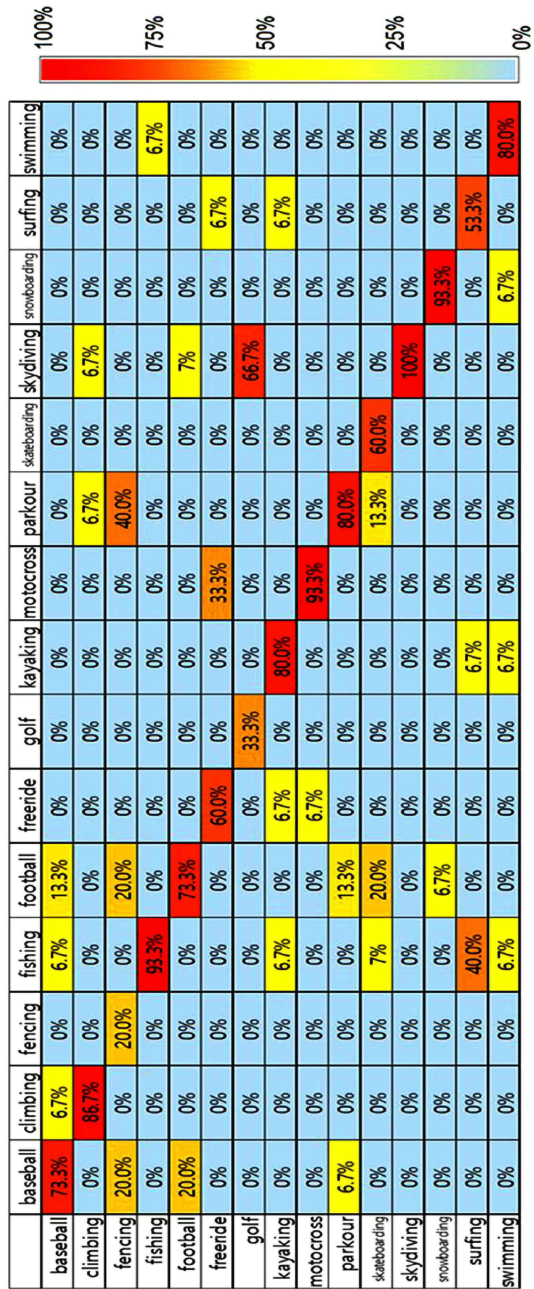 baseball climbing fencing fishing football freeride golf kayaking motocross parkour skateboarding skydiving snowboarding surfing swimming
baseball 73.3% 6.7% 0% 6.7% 13.3% 0% 0% 0% 0% 0% 0% 0% 0% 0% 0%
climbing 0% 86.7% 0% 0% 0% 0% 0% 0% 0% 6.7% 0% 6.7% 0% 0% 0%
fencing 20.0% 0% 20.0% 0% 20.0% 0% 0% 0% 0% 40.0% 0% 0% 0% 0% 0%
fishing 0% 0% 0% 93.3% 0% 0% 0% 0% 0% 0% 0% 0% 0% 0% 6.7%
football 20.0% 0% 0% 0% 73.3% 0% 0% 0% 0% 0% 0% 7% 0% 0% 0%
freeride 0% 0% 0% 0% 0% 60.0% 0% 0% 33.3% 0% 0% 0% 0% 6.7% 0%
golf 0% 0% 0% 0% 0% 0% 33.3% 0% 0% 0% 0% 66.7% 0% 0% 0%
kayaking 0% 0% 0% 6.7% 0% 6.7% 0% 80.0% 0% 0% 0% 0% 0% 6.7% 0%
motocross 0% 0% 0% 0% 0% 6.7% 0% 0% 93.3% 0% 0% 0% 0% 0% 0%
parkour 6.7% 0% 0% 0% 13.3% 0% 0% 0% 0% 80.0% 0% 0% 0% 0% 0%
skateboarding 0% 0% 0% 7% 20.0% 0% 0% 0% 0% 13.3% 60.0% 0% 0% 0% 0%
skydiving 0% 0% 0% 0% 0% 0% 0% 0% 0% 0% 0% 100% 0% 0% 0%
snowboarding 0% 0% 0% 0% 6.7% 0% 0% 0% 0% 0% 0% 0% 93.3% 0% 0%
surfing 0% 0% 0% 40.0% 0% 0% 0% 6.7% 0% 0% 0% 0% 0% 53.3% 0%
swimming 0% 0% 0% 6.7% 0% 0% 0% 6.7% 0% 0% 0% 0% 6.7% 0% 80.0%
100%
75%
50%
25%
0%